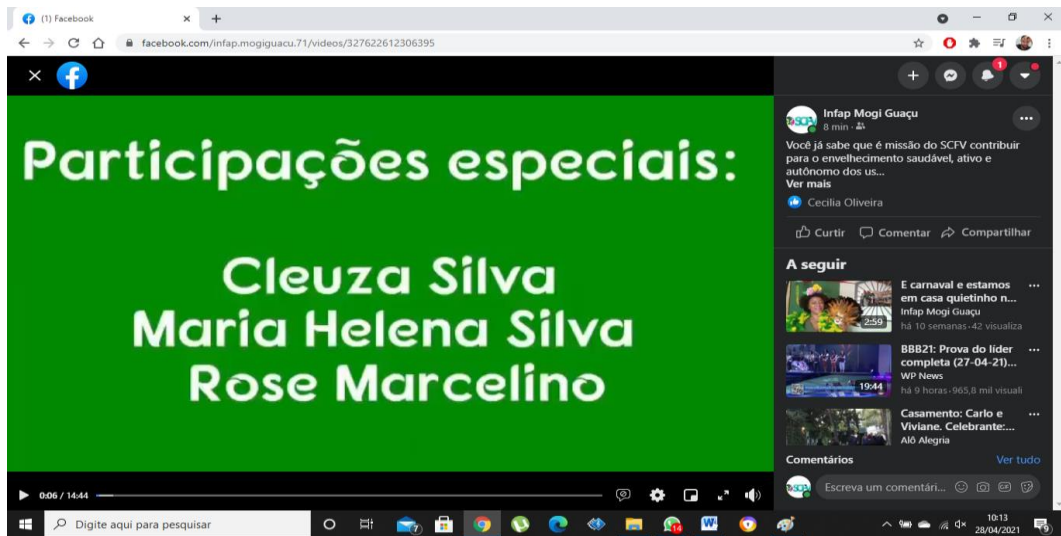 (1) Facebook
facebook.com/infap.mogiguacu.71/videos/327622612306395
Participações especiais:
Cleuza Silva
Maria Helena Silva
Rose Marcelino
0:06 / 14:44
1
Infap Mogi Guaçu
8 min
Você já sabe que é missão do SCFV contribuir
para o envelhecimento saudável, ativo e
autônomo dos us...
Ver mais
Cecilia Oliveira
Curtir Comentar Compartilhar
A seguir
2:59
E carnaval e estamos
em casa quietinho n...
Infap Mogi Guaçu
há 10 semanas · 42 visualiza
19:44
BBB21: Prova do líder
completa (27-04-21)...
WP News
há 9 horas · 965,8 mil visuali
Casamento: Carlo e
Viviane. Celebrante:...
Alô Alegria
Comentários Ver tudo
Escreva um comentári...
Digite aqui para pesquisar
7
14
10:13
28/04/2021
9